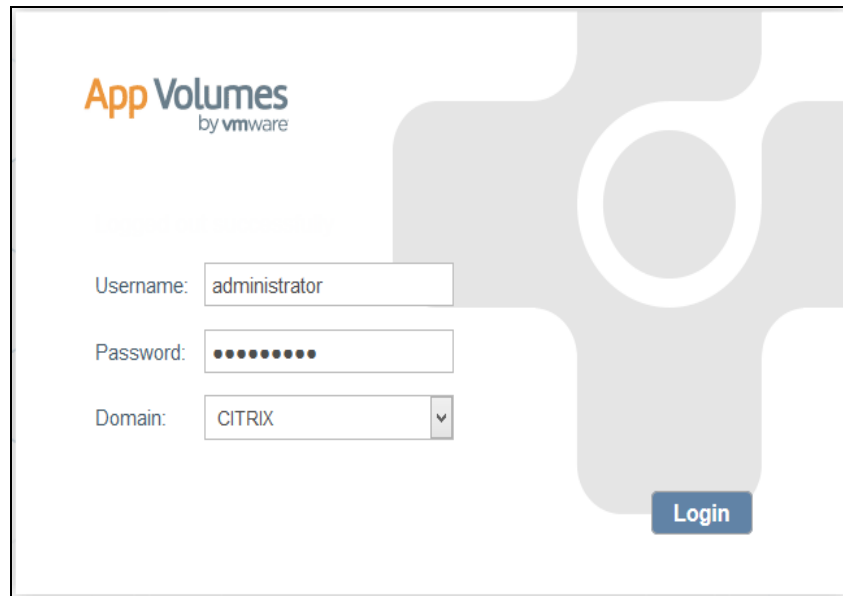 App Volumes
by vmware
Username: administrator
Password: •••••••••
Domain: CITRIX
Login